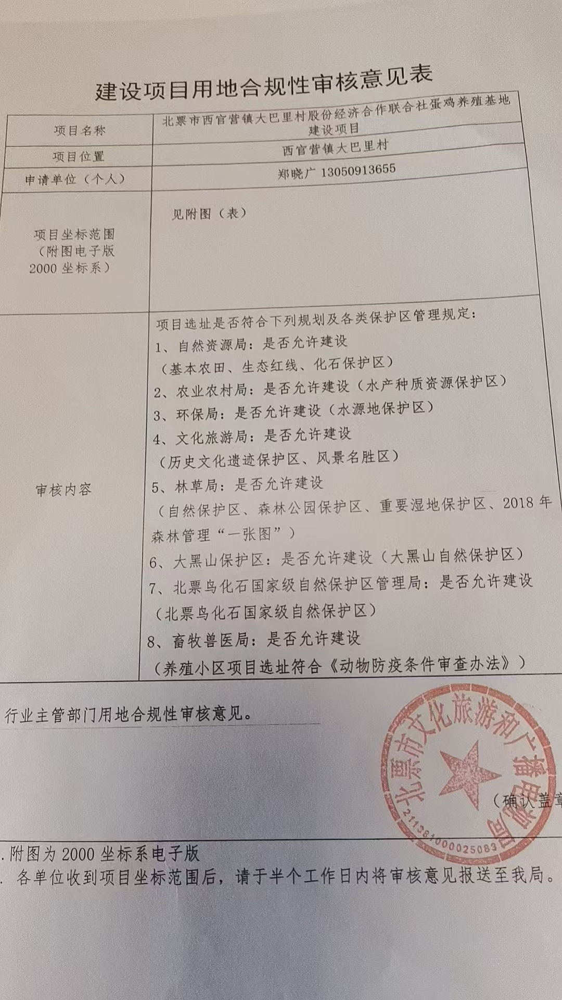 建设项目用地合规性审核意见表
项目名称
北票市西官营镇大巴里村股份经济合作联合社蛋鸡养殖基地
建设项目
项目位置
西官营镇大巴里村
申请单位（个人）
郑晓广 13050913655
项目坐标范围
（附图电子版
2000 坐标系）
见附图（表）
审核内容
项目选址是否符合下列规划及各类保护区管理规定：
1、自然资源局：是否允许建设
（基本农田、生态红线、化石保护区）
2、农业农村局：是否允许建设（水产种质资源保护区）
3、环保局：是否允许建设（水源地保护区）
4、文化旅游局：是否允许建设
（历史文化遗迹保护区、风景名胜区）
5、林草局：是否允许建设
（自然保护区、森林公园保护区、重要湿地保护区、2018 年
森林管理“一张图”）
6、大黑山保护区：是否允许建设（大黑山自然保护区）
7、北票鸟化石国家级自然保护区管理局：是否允许建设
（北票鸟化石国家级自然保护区）
8、畜牧兽医局：是否允许建设
（养殖小区项目选址符合《动物防疫条件审查办法》）
行业主管部门用地合规性审核意见。
北票市文化旅游和广播电视局
211381000025083
（确认盖章
.附图为 2000 坐标系电子版
. 各单位收到项目坐标范围后，请于半个工作日内将审核意见报送至我局。